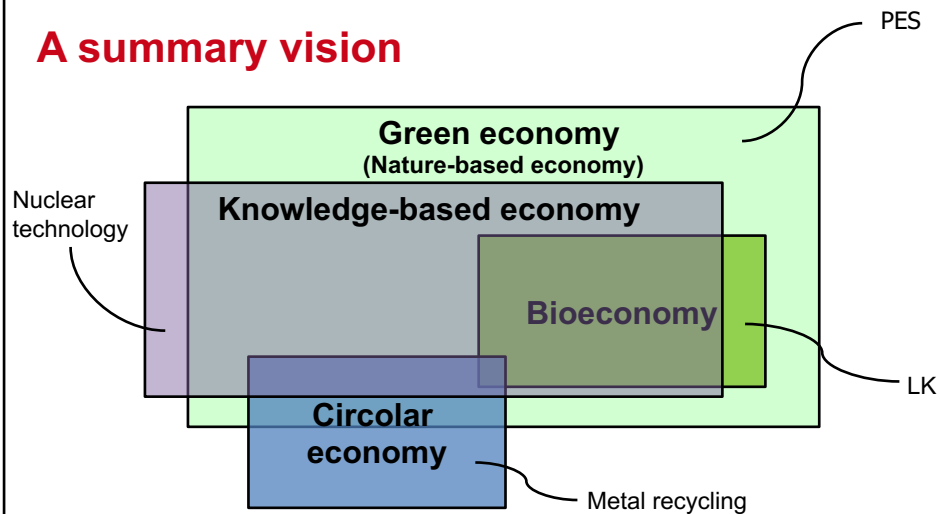 PES
A summary vision
Green economy
(Nature-based economy)
Nuclear
technology
Knowledge-based economy
Bioeconomy
LK
Circolar
economy
Metal recycling